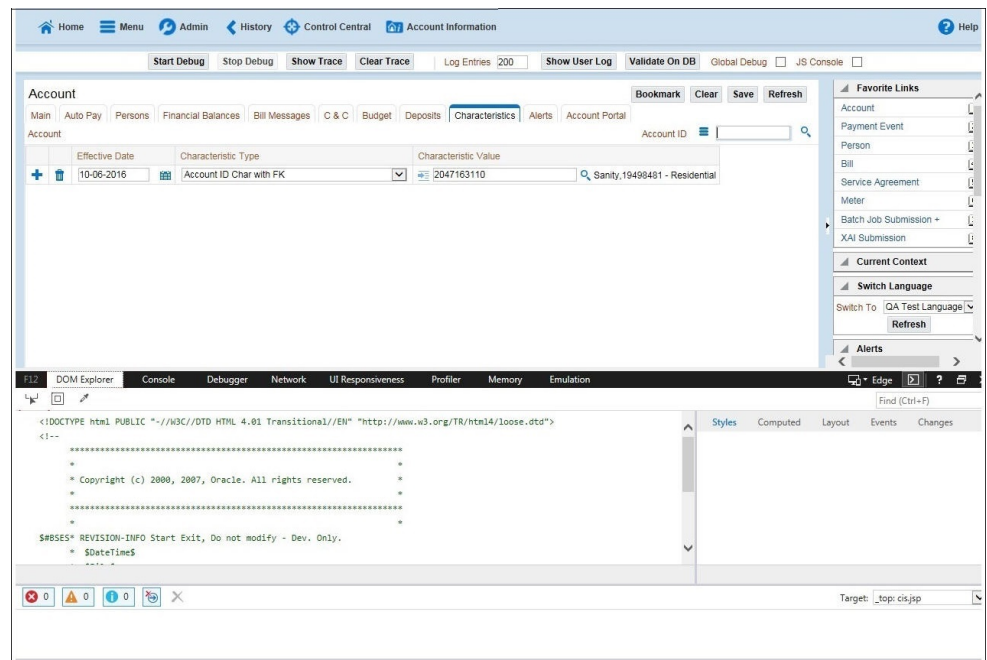 Home Menu Admin History Control Central Account Information Help
Start Debug Stop Debug Show Trace Clear Trace Log Entries 200 Show User Log Validate On DB Global Debug JS Console
Account Bookmark Clear Save Refresh
Main Auto Pay Persons Financial Balances Bill Messages C & C Budget Deposits Characteristics Alerts Account Portal
Account Account ID
Effective Date Characteristic Type Characteristic Value
10-06-2016 Account ID Char with FK 2047163110 Sanity,19498481 - Residential
Favorite Links
Account
Payment Event
Person
Bill
Service Agreement
Meter
Batch Job Submission +
XAI Submission
Current Context
Switch Language
Switch To QA Test Language
Refresh
Alerts
F12 DOM Explorer Console Debugger Network UI Responsiveness Profiler Memory Emulation Edge ?
Find (Ctrl+F)
<!DOCTYPE html PUBLIC "-//W3C//DTD HTML 4.01 Transitional//EN" "http://www.w3.org/TR/html4/loose.dtd">
<!--
* Copyright (c) 2000, 2007, Oracle. All rights reserved. *
$#BSES* REVISION-INFO Start Exit, Do not modify - Dev. Only.
* $DateTime$
Styles Computed Layout Events Changes
0 0 0
Target: _top: cis.jsp